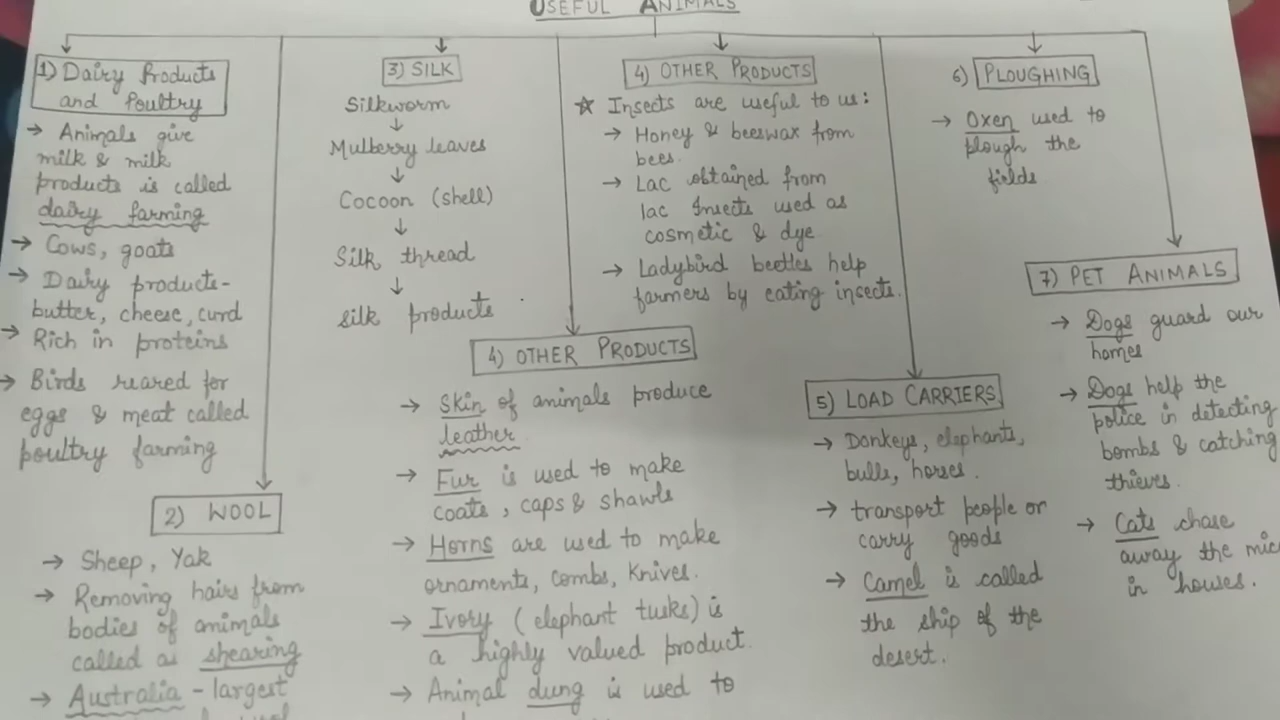 USEFUL ANIMALS
1) Dairy Products
and Poultry
→ Animals give
milk & milk
products is called
dairy farming
→ Cows, goats
→ Dairy products-
butter, cheese, curd
→ Rich in proteins
→ Birds reared for
eggs & meat called
poultry farming
2) WOOL
→ Sheep, Yak
→ Removing hairs from
bodies of animals
called as shearing
→ Australia - largest
3) SILK
Silkworm
↓
Mulberry leaves
↓
Cocoon (shell)
↓
Silk thread
↓
silk products
4) OTHER PRODUCTS
☆ Insects are useful to us:
→ Honey & beeswax from
bees.
→ Lac obtained from
lac Insects used as
cosmetic & dye
→ Ladybird beetles help
farmers by eating insects.
4) OTHER PRODUCTS
→ Skin of animals produce
leather
→ Fur is used to make
coats, caps & shawls
→ Horns are used to make
ornaments, combs, knives.
→ Ivory (elephant tusks) is
a highly valued product.
→ Animal dung is used to
5) LOAD CARRIERS
→ Donkeys, elephants,
bulls, horses.
→ transport people or
carry goods
→ Camel is called
the ship of the
desert.
6) PLOUGHING
→ Oxen used to
plough the
fields
7) PET ANIMALS
→ Dogs guard our
homes
→ Dogs help the
police in detecting
bombs & catching
thieves.
→ Cats chase
away the mic
in houses.